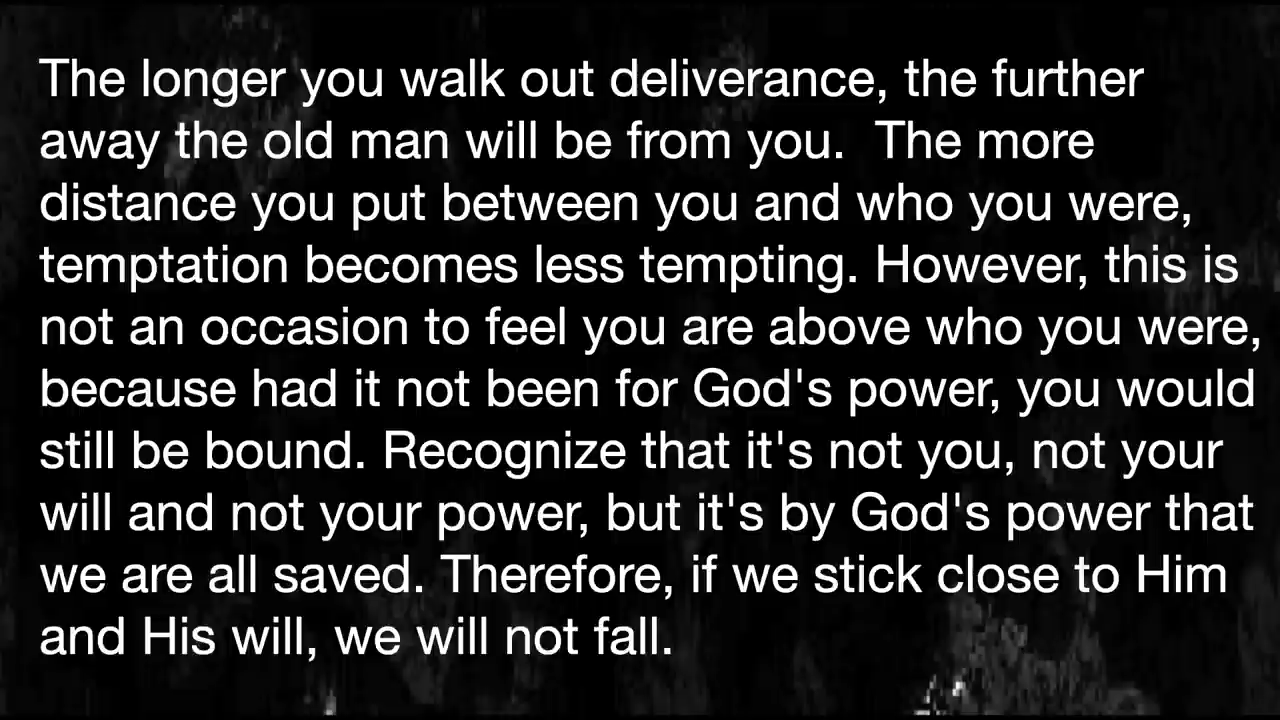 The longer you walk out deliverance, the further
away the old man will be from you.  The more
distance you put between you and who you were,
temptation becomes less tempting. However, this is
not an occasion to feel you are above who you were,
because had it not been for God's power, you would
still be bound. Recognize that it's not you, not your
will and not your power, but it's by God's power that
we are all saved. Therefore, if we stick close to Him
and His will, we will not fall.